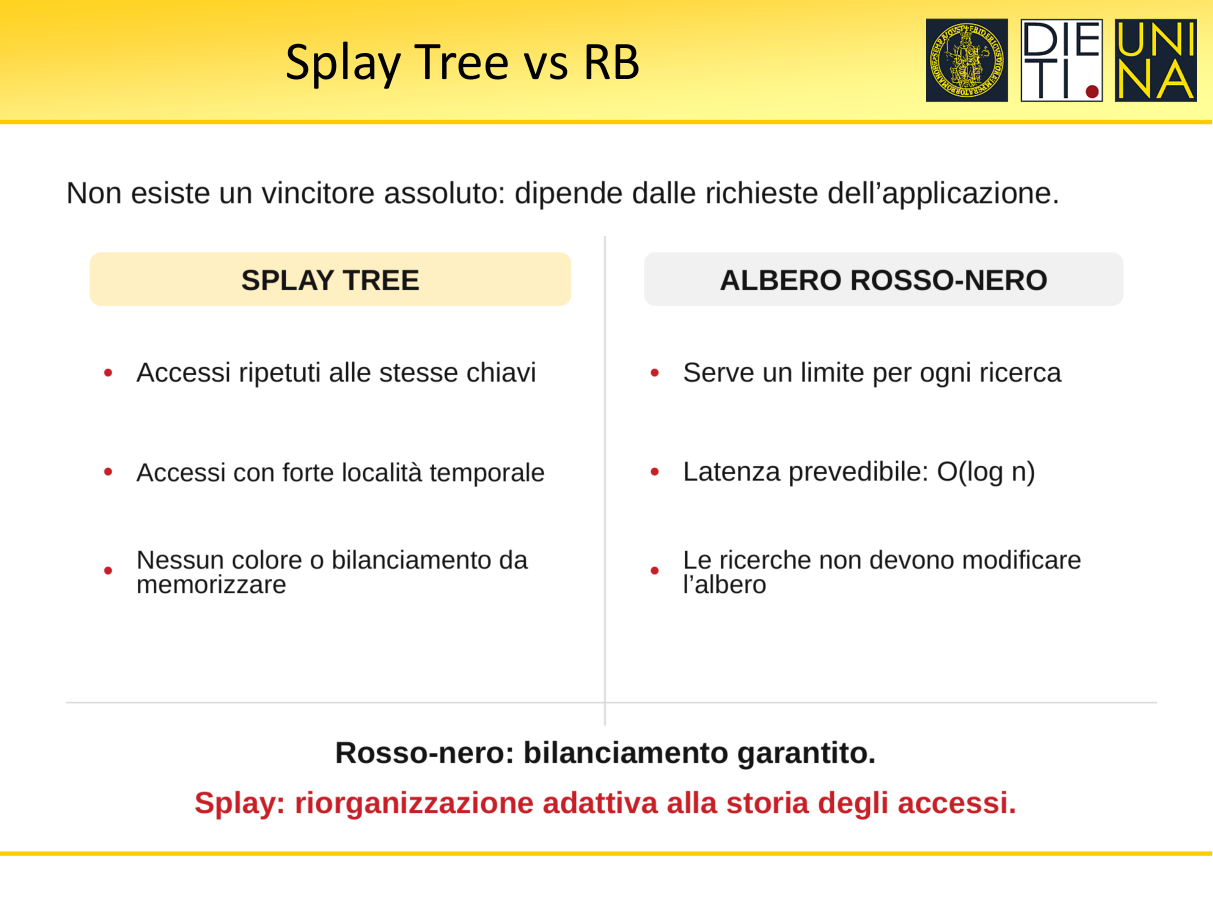 Splay Tree vs RB
DIE
TI.
UNI
NA
Non esiste un vincitore assoluto: dipende dalle richieste dell’applicazione.
SPLAY TREE
• Accessi ripetuti alle stesse chiavi
• Accessi con forte località temporale
• Nessun colore o bilanciamento da
memorizzare
ALBERO ROSSO-NERO
• Serve un limite per ogni ricerca
• Latenza prevedibile: O(log n)
• Le ricerche non devono modificare
l’albero
Rosso-nero: bilanciamento garantito.
Splay: riorganizzazione adattiva alla storia degli accessi.